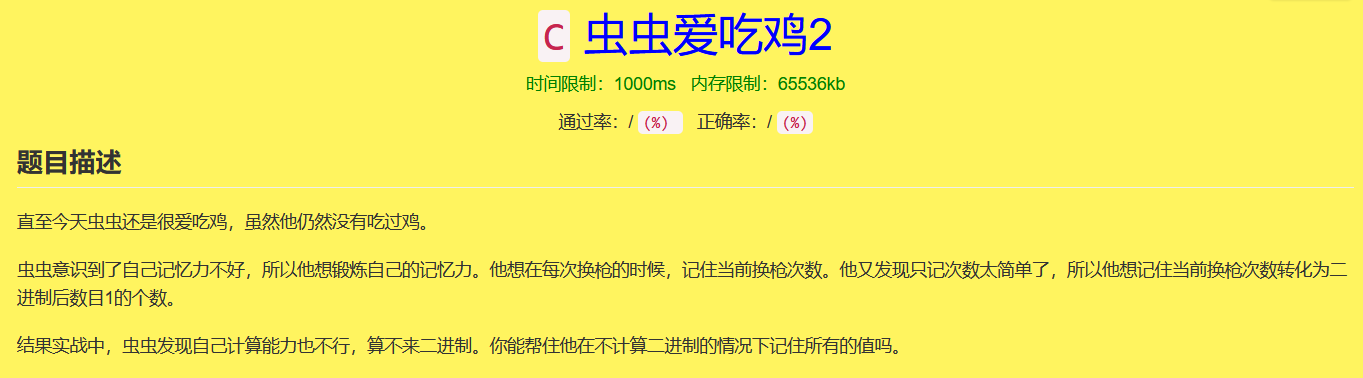 C 虫虫爱吃鸡2
时间限制：1000ms 内存限制：65536kb
通过率：/ (%) 正确率：/ (%)
题目描述
直至今天虫虫还是很爱吃鸡，虽然他仍然没有吃过鸡。
虫虫意识到了自己记忆力不好，所以他想锻炼自己的记忆力。他想在每次换枪的时候，记住当前换枪次数。他又发现只记次数太简单了，所以他想记住当前换枪次数转化为二
进制后数目1的个数。
结果实战中，虫虫发现自己计算能力也不行，算不来二进制。你能帮住他在不计算二进制的情况下记住所有的值吗。